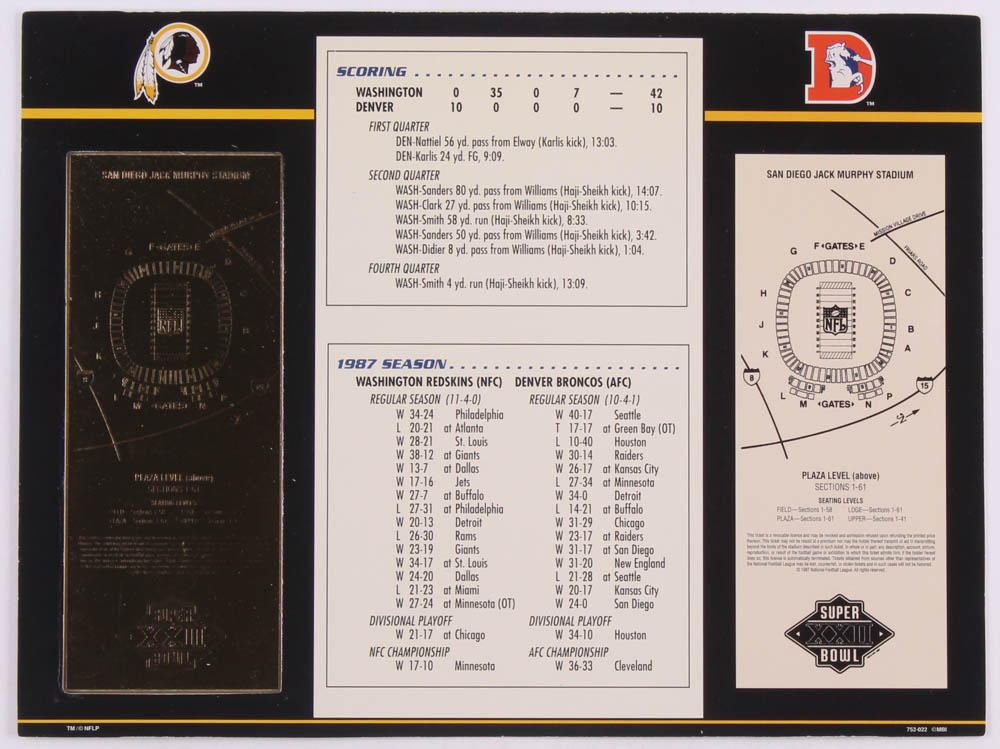 TM
SAN DIEGO JACK MURPHY STADIUM
F ◂GATES▸ E
G
D
H
C
J
B
K
A
L
M ◂GATES▸ N
P
PLAZA LEVEL (above)
SECTIONS 1-61
SEATING LEVELS
SUPER
XXII
BOWL
TM/© NFLP
SCORING
WASHINGTON 0 35 0 7 — 42
DENVER 10 0 0 0 — 10
FIRST QUARTER
DEN-Nattiel 56 yd. pass from Elway (Karlis kick), 13:03.
DEN-Karlis 24 yd. FG, 9:09.
SECOND QUARTER
WASH-Sanders 80 yd. pass from Williams (Haji-Sheikh kick), 14:07.
WASH-Clark 27 yd. pass from Williams (Haji-Sheikh kick), 10:15.
WASH-Smith 58 yd. run (Haji-Sheikh kick), 8:33.
WASH-Sanders 50 yd. pass from Williams (Haji-Sheikh kick), 3:42.
WASH-Didier 8 yd. pass from Williams (Haji-Sheikh kick), 1:04.
FOURTH QUARTER
WASH-Smith 4 yd. run (Haji-Sheikh kick), 13:09.
1987 SEASON
WASHINGTON REDSKINS (NFC) DENVER BRONCOS (AFC)
REGULAR SEASON (11-4-0) REGULAR SEASON (10-4-1)
W 34-24 Philadelphia W 40-17 Seattle
L 20-21 at Atlanta T 17-17 at Green Bay (OT)
W 28-21 St. Louis L 10-40 Houston
W 38-12 at Giants W 30-14 Raiders
W 13-7 at Dallas W 26-17 at Kansas City
W 17-16 Jets L 27-34 at Minnesota
W 27-7 at Buffalo W 34-0 Detroit
L 27-31 at Philadelphia L 14-21 at Buffalo
W 20-13 Detroit W 31-29 Chicago
L 26-30 Rams W 23-17 at Raiders
W 23-19 Giants W 31-17 at San Diego
W 34-17 at St. Louis W 31-20 New England
W 24-20 Dallas L 21-28 at Seattle
L 21-23 at Miami W 20-17 Kansas City
W 27-24 at Minnesota (OT) W 24-0 San Diego
DIVISIONAL PLAYOFF DIVISIONAL PLAYOFF
W 21-17 at Chicago W 34-10 Houston
NFC CHAMPIONSHIP AFC CHAMPIONSHIP
W 17-10 Minnesota W 36-33 Cleveland
D
TM
SAN DIEGO JACK MURPHY STADIUM
MISSION VILLAGE DRIVE
FRIARS ROAD
F ◂GATES▸ E
G
D
H
C
NFL
J
B
K
A
8
15
L
P
M ◂GATES▸ N
PLAZA LEVEL (above)
SECTIONS 1-61
SEATING LEVELS
FIELD—Sections 1-58 LOGE—Sections 1-61
PLAZA—Sections 1-61 UPPER—Sections 1-41
© 1987 National Football League. All rights reserved.
SUPER
XXII
BOWL
752-022 ©MBI